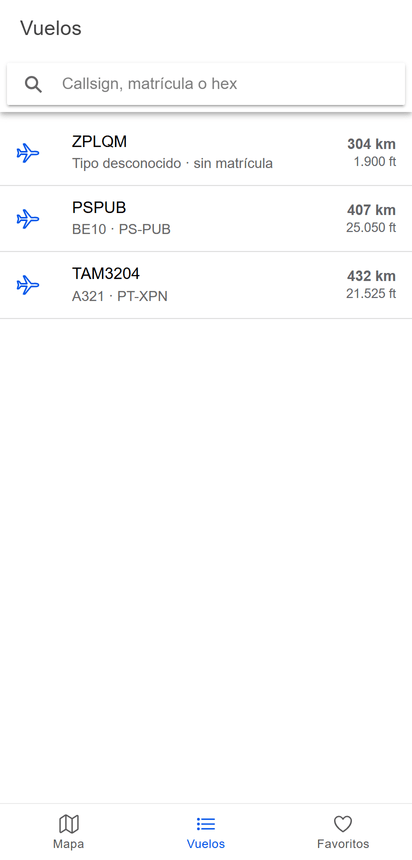 Vuelos
Callsign, matrícula o hex
ZPLQM
304 km
Tipo desconocido · sin matrícula
1.900 ft
PSPUB
407 km
BE10 · PS-PUB
25.050 ft
TAM3204
432 km
A321 · PT-XPN
21.525 ft
Mapa
Vuelos
Favoritos